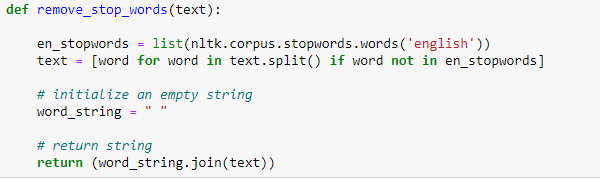 def remove_stop_words(text):
en_stopwords = list(nltk.corpus.stopwords.words('english'))
text = [word for word in text.split() if word not in en_stopwords]
# initialize an empty string
word_string = " "
# return string
return (word_string.join(text))